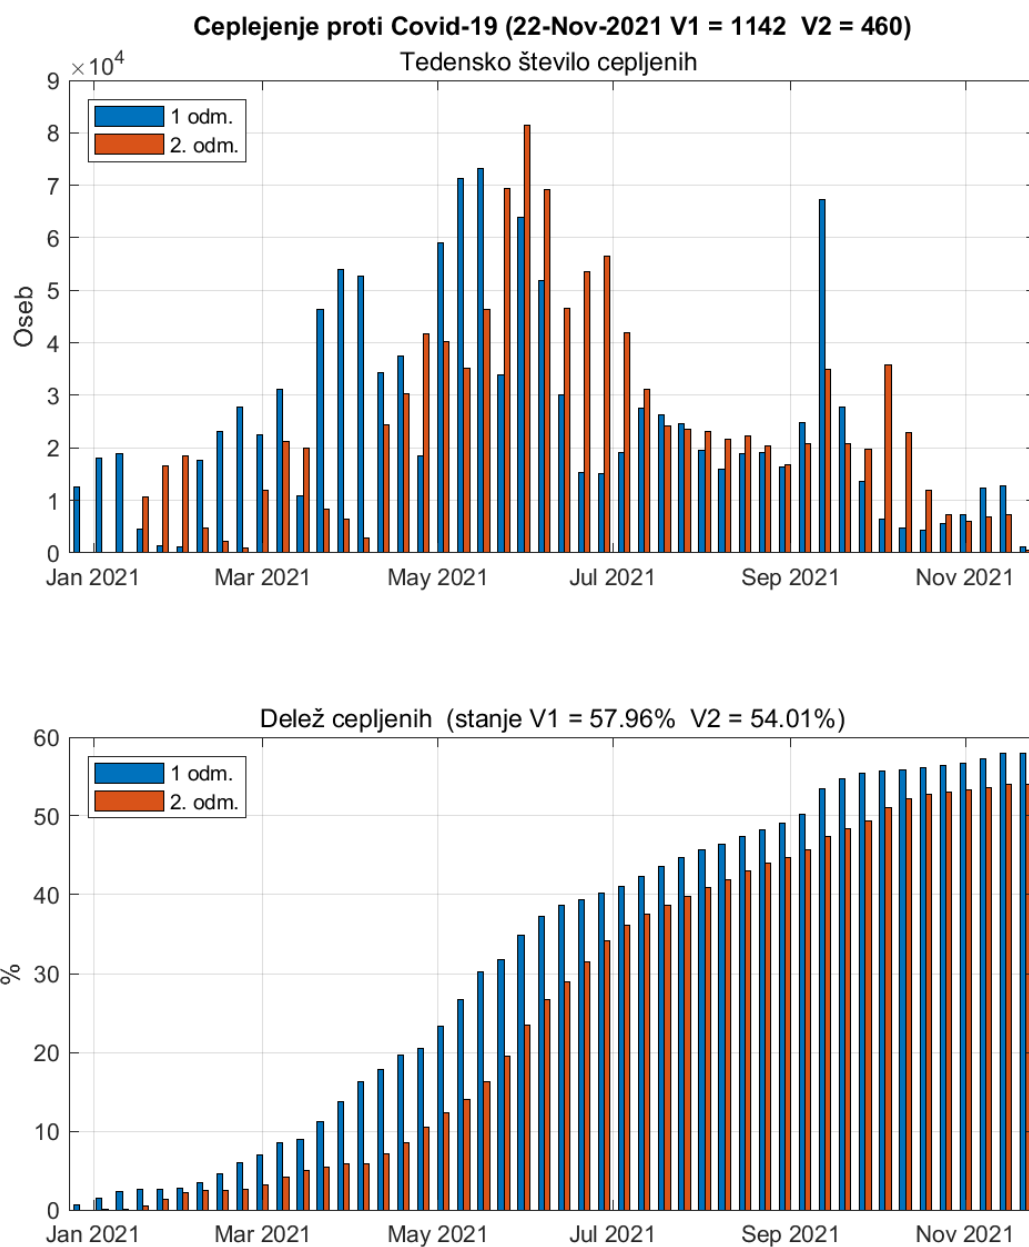 Ceplejenje proti Covid-19 (22-Nov-2021 V1 = 1142 V2 = 460)
Tedensko število cepljenih
×10⁴
1 odm.
2. odm.
Oseb
9
8
7
6
5
4
3
2
1
0
Jan 2021 Mar 2021 May 2021 Jul 2021 Sep 2021 Nov 2021
Delež cepljenih (stanje V1 = 57.96% V2 = 54.01%)
1 odm.
2. odm.
%
60
50
40
30
20
10
0
Jan 2021 Mar 2021 May 2021 Jul 2021 Sep 2021 Nov 2021